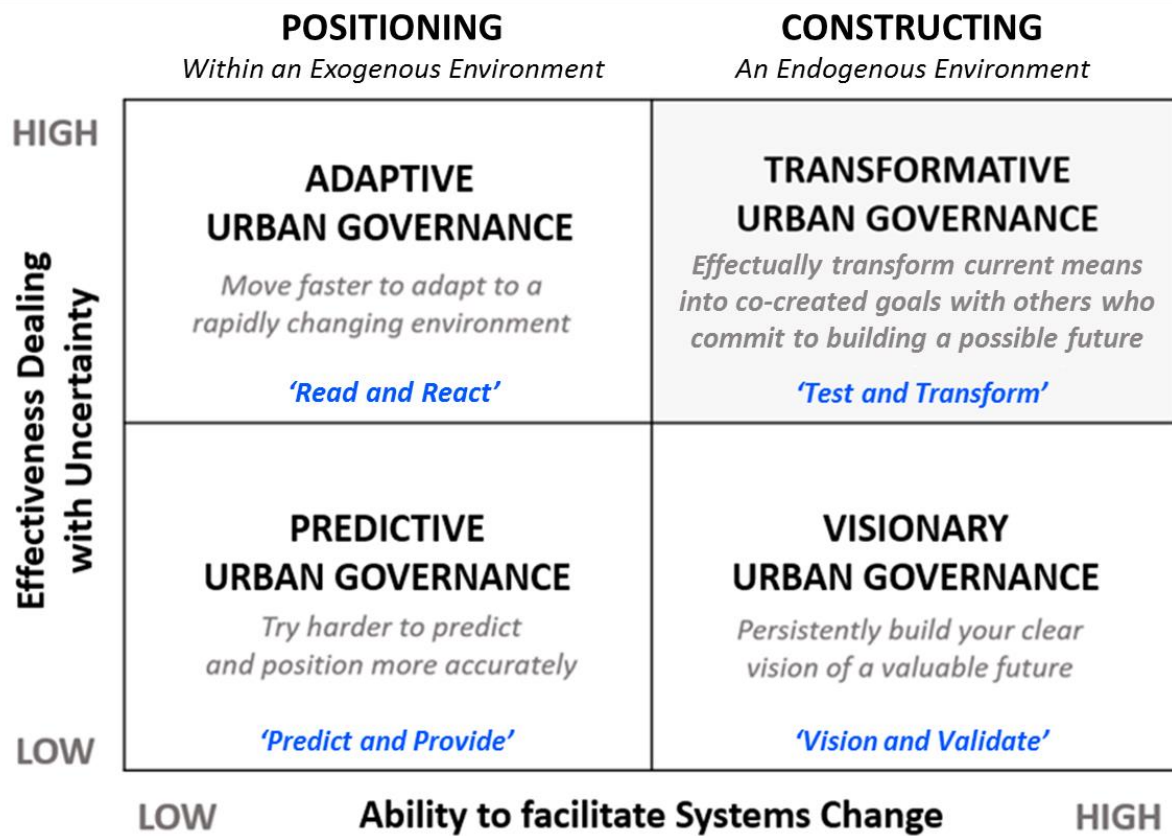 POSITIONING
Within an Exogenous Environment
CONSTRUCTING
An Endogenous Environment
HIGH
Effectiveness Dealing
with Uncertainty
LOW
ADAPTIVE
URBAN GOVERNANCE
Move faster to adapt to a
rapidly changing environment
‘Read and React’
TRANSFORMATIVE
URBAN GOVERNANCE
Effectually transform current means
into co-created goals with others who
commit to building a possible future
‘Test and Transform’
PREDICTIVE
URBAN GOVERNANCE
Try harder to predict
and position more accurately
‘Predict and Provide’
VISIONARY
URBAN GOVERNANCE
Persistently build your clear
vision of a valuable future
‘Vision and Validate’
LOW
Ability to facilitate Systems Change
HIGH